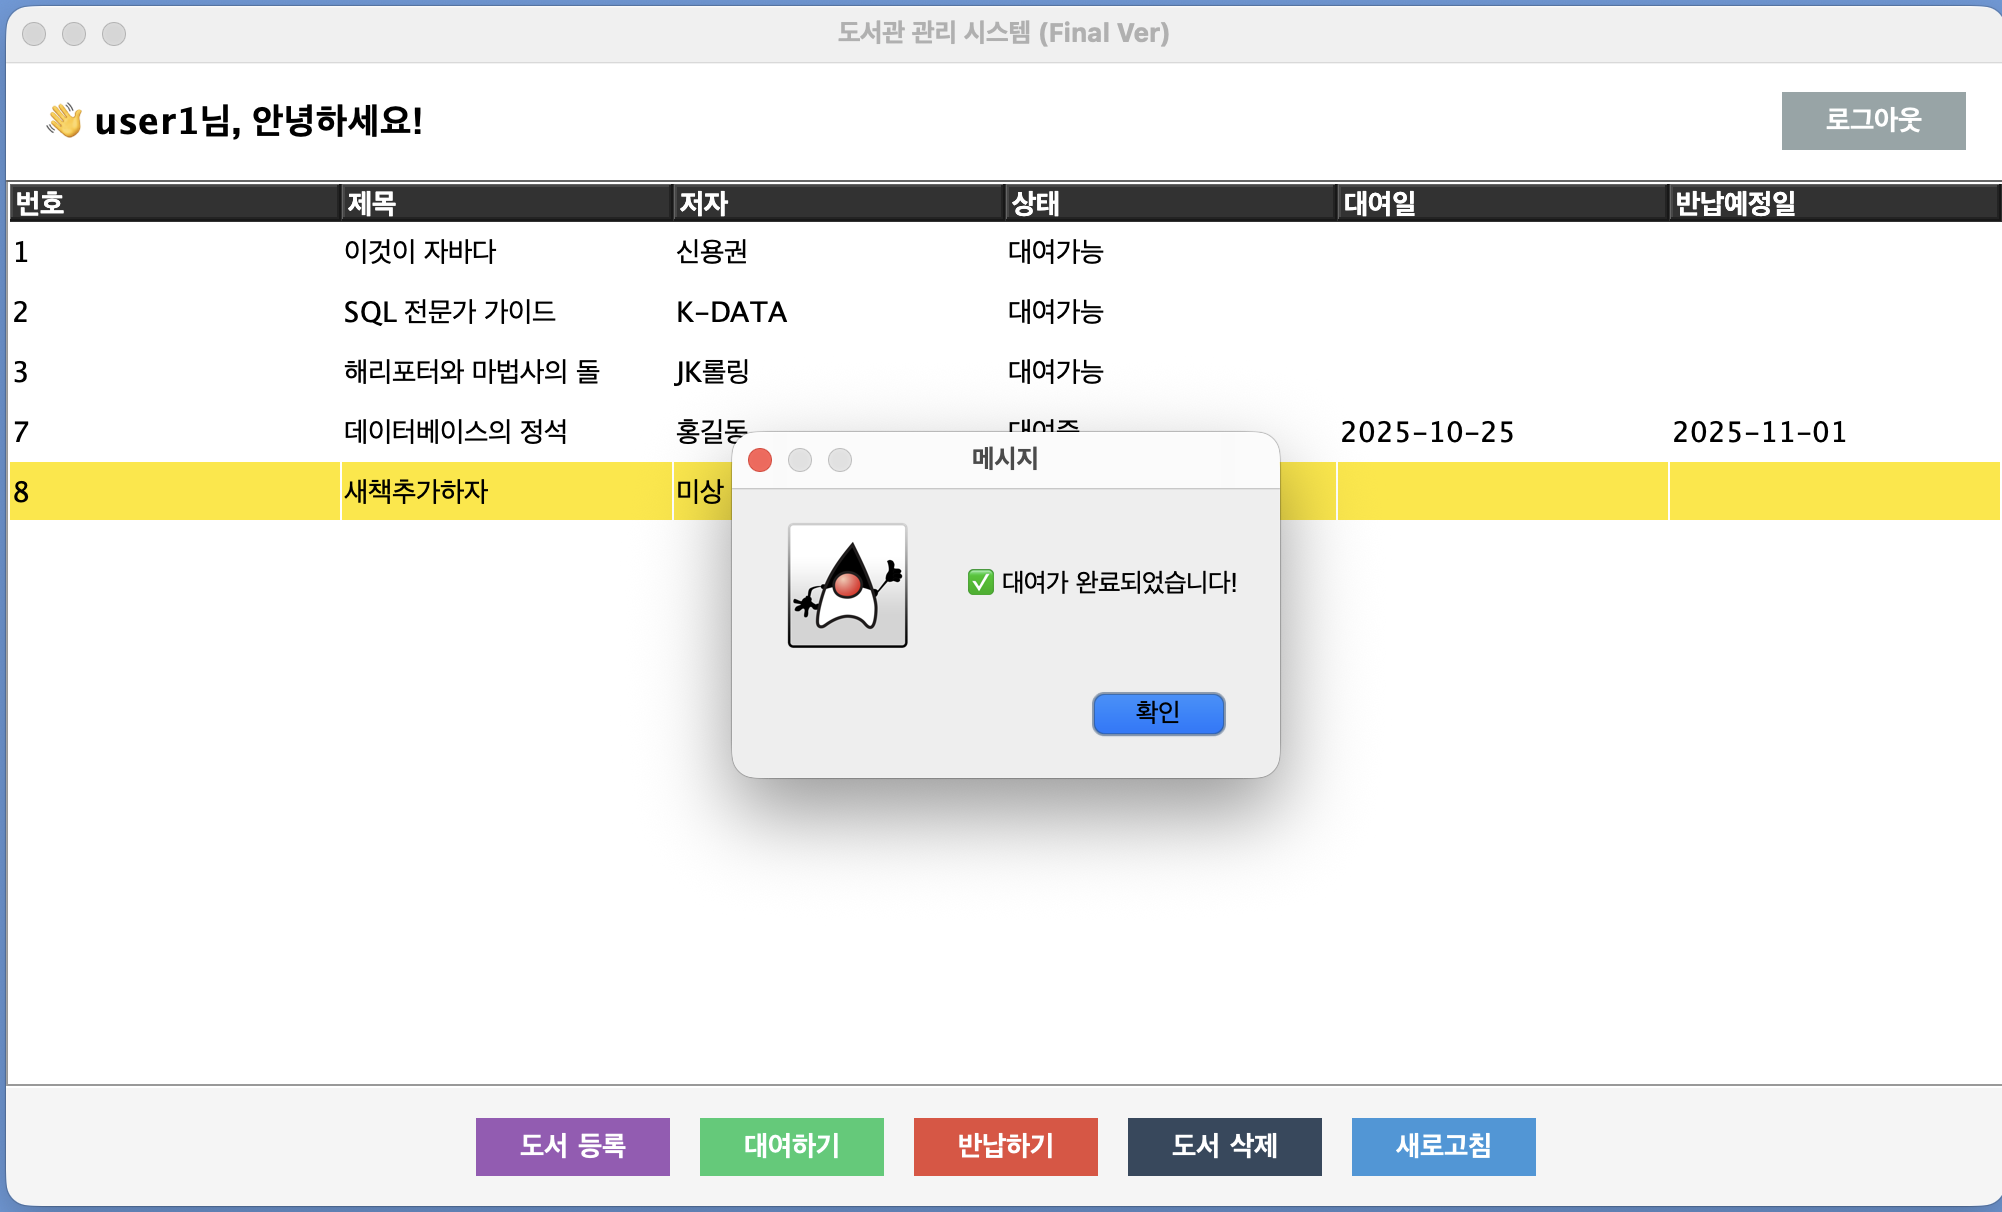 도서관 관리 시스템 (Final Ver)
👋 user1님, 안녕하세요!
로그아웃
번호 제목 저자 상태 대여일 반납예정일
1 이것이 자바다 신용권 대여가능
2 SQL 전문가 가이드 K-DATA 대여가능
3 해리포터와 마법사의 돌 JK롤링 대여가능
7 데이터베이스의 정석 홍길동 대여중 2025-10-25 2025-11-01
8 새책추가하자 미상
메시지
✅ 대여가 완료되었습니다!
확인
도서 등록 대여하기 반납하기 도서 삭제 새로고침